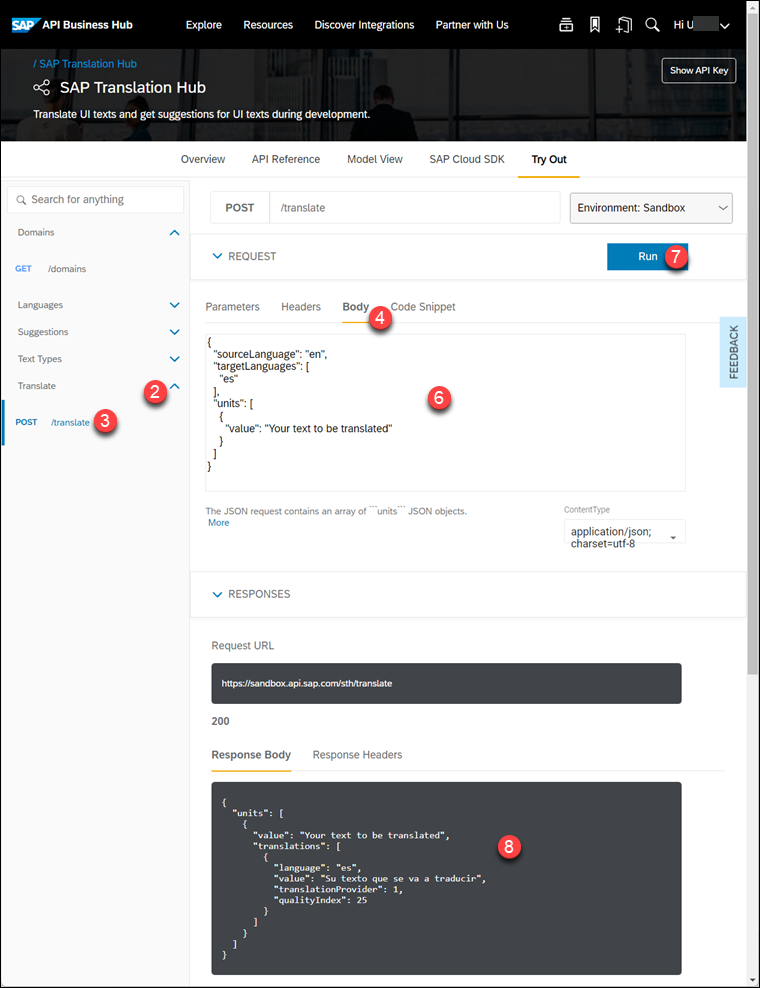 SAP API Business Hub Explore Resources Discover Integrations Partner with Us Hi U
/ SAP Translation Hub
SAP Translation Hub
Show API Key
Translate UI texts and get suggestions for UI texts during development.
Overview API Reference Model View SAP Cloud SDK Try Out
Search for anything
POST /translate Environment: Sandbox
Domains
REQUEST Run 7
GET /domains
Languages
Suggestions
Text Types
Translate 2
POST /translate 3
Parameters Headers Body 4 Code Snippet
{
"sourceLanguage": "en",
"targetLanguages": [
"es"
],
"units": [
{
"value": "Your text to be translated"
}
]
}
6
FEEDBACK
The JSON request contains an array of ```units``` JSON objects.
More
ContentType
application/json;
charset=utf-8
RESPONSES
Request URL
https://sandbox.api.sap.com/sth/translate
200
Response Body Response Headers
{
"units": [
{
"value": "Your text to be translated",
"translations": [
{
"language": "es",
"value": "Su texto que se va a traducir",
"translationProvider": 1,
"qualityIndex": 25
}
]
}
]
}
8